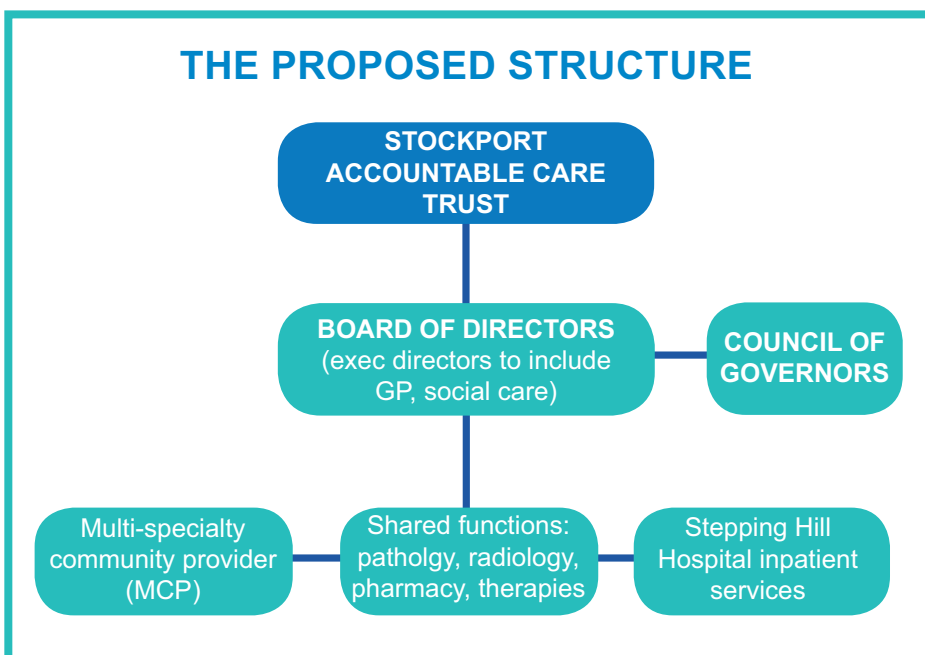 THE PROPOSED STRUCTURE
STOCKPORT
ACCOUNTABLE CARE
TRUST
BOARD OF DIRECTORS
(exec directors to include
GP, social care)
COUNCIL OF
GOVERNORS
Multi-specialty
community provider
(MCP)
Shared functions:
patholgy, radiology,
pharmacy, therapies
Stepping Hill
Hospital inpatient
services